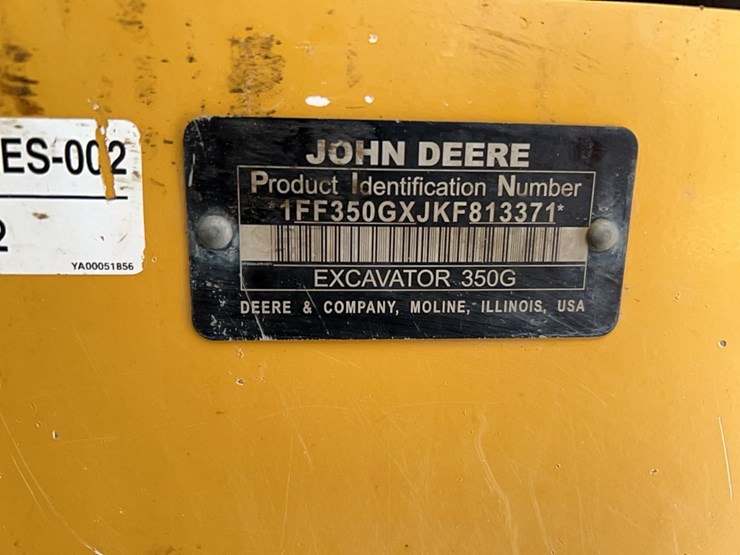 ES-002
2
YA00051856
JOHN DEERE
Product Identification Number
*1FF350GXJKF813371*
EXCAVATOR 350G
DEERE & COMPANY, MOLINE, ILLINOIS, USA